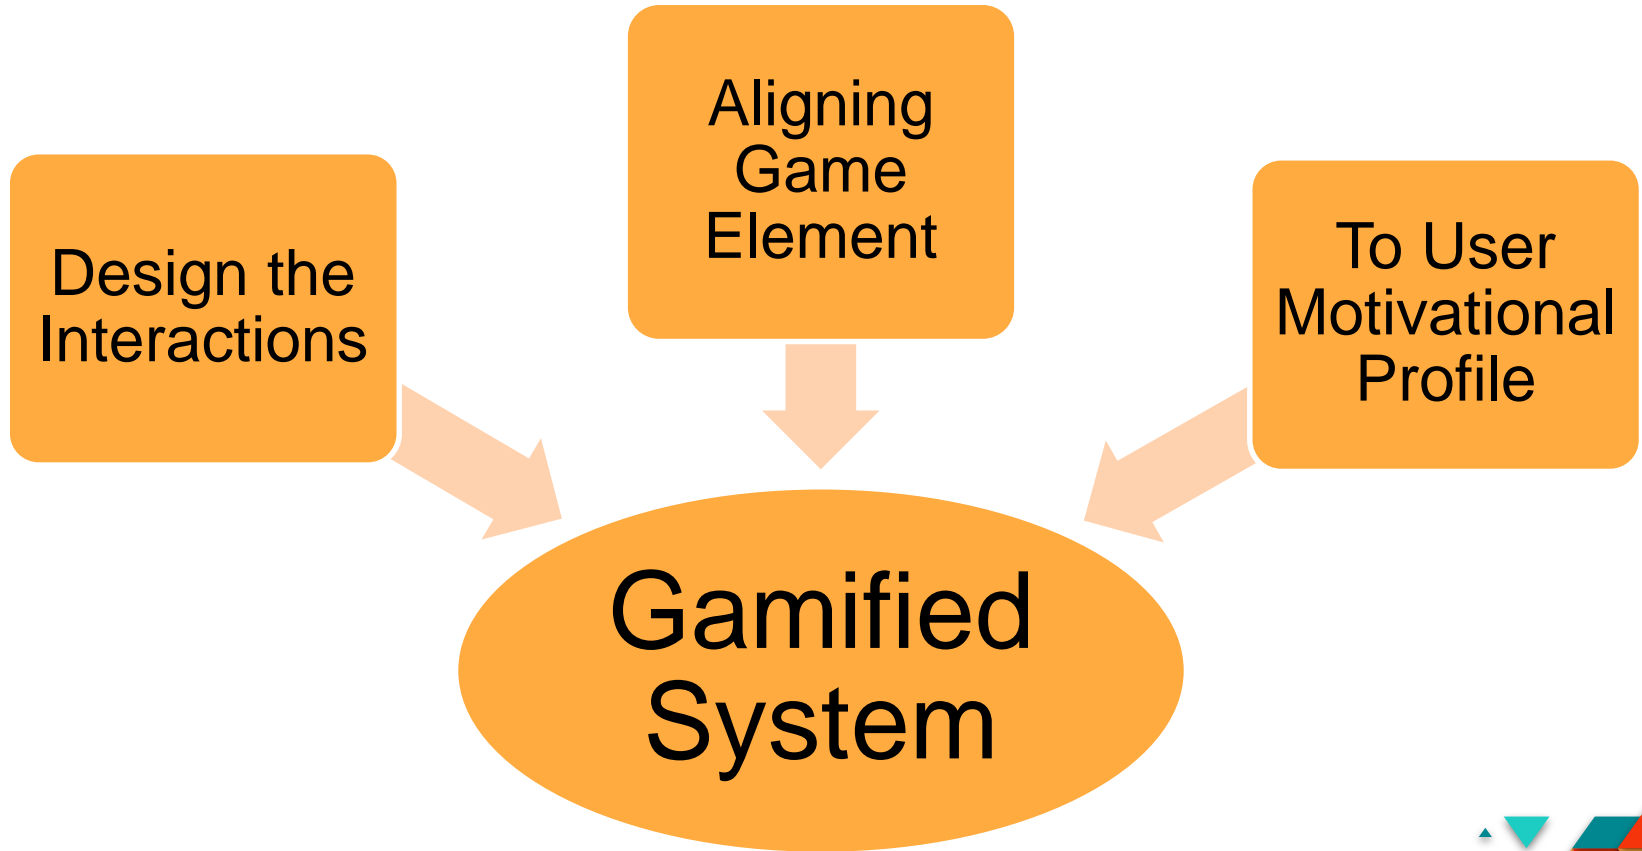 Design the
Interactions
Aligning
Game
Element
To User
Motivational
Profile
Gamified
System